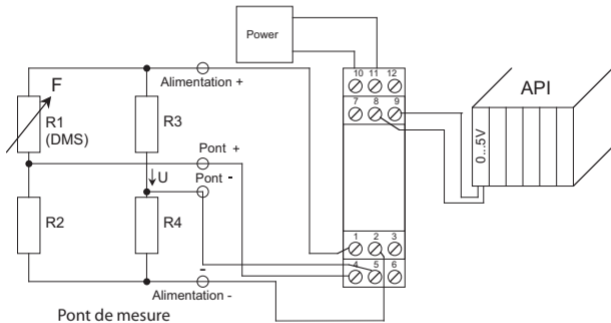 Power
10 11 12
7 8 9
API
0...5V
Alimentation +
F
R1
(DMS)
R3
Pont +
U
Pont -
R2
R4
1 2 3
4 5 6
-
Alimentation -
Pont de mesure